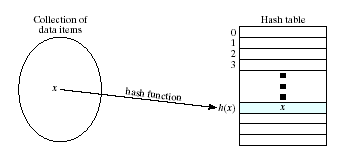 Collection of
data items
Hash table
0
1
2
3
x
hash function
h(x)
x